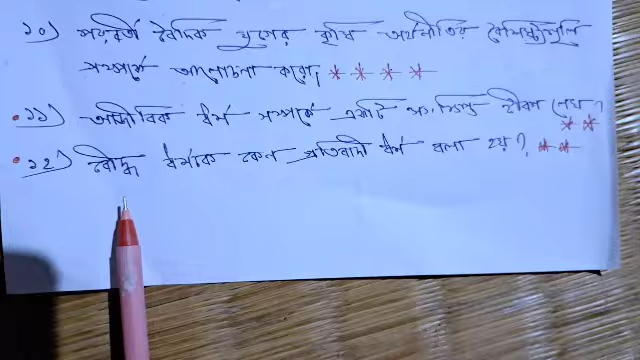 ১০) পরবর্তী বৈদিক যুগের কৃষি অর্থনীতির বৈশিষ্ট্যগুলি
সম্পর্কে আলোচনা করো।
১১) আজীবিক ধর্ম সম্পর্কে একটি সংক্ষিপ্ত টীকা লেখ?
১২) বৌদ্ধ ধর্মকে কেন প্রতিবাদী ধর্ম বলা হয়?